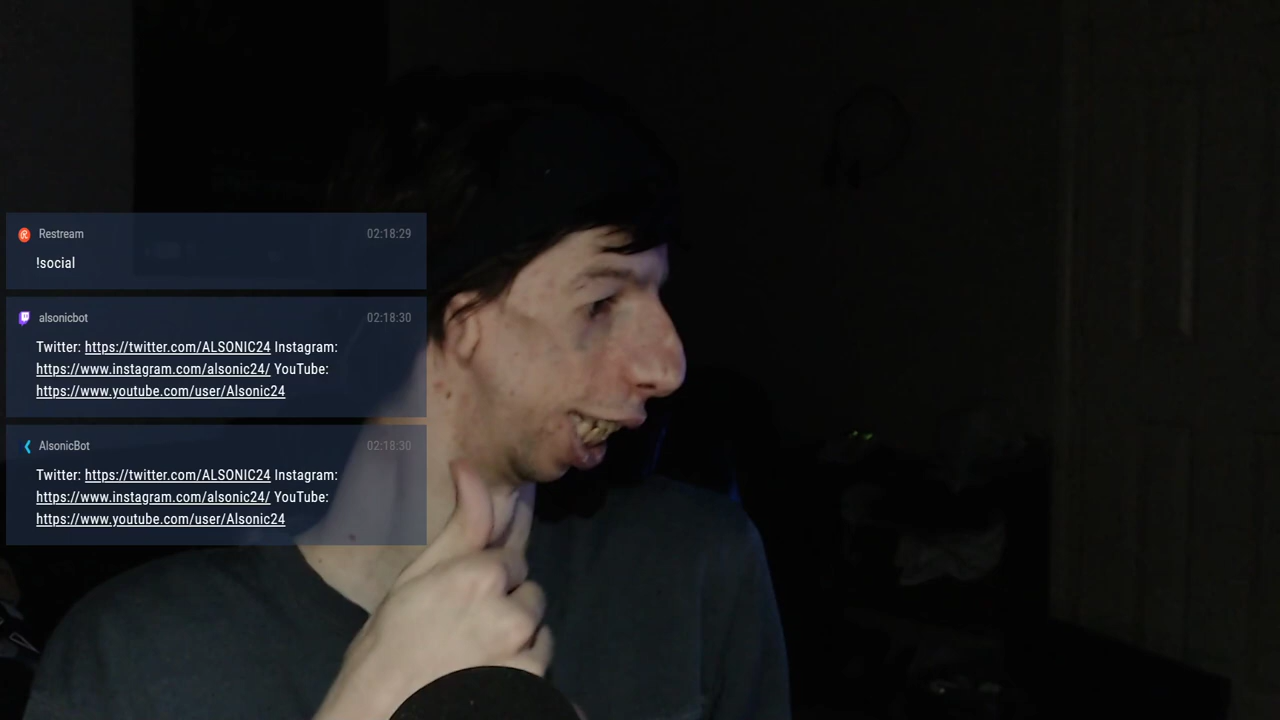 Restream 02:18:29
!social
alsonicbot 02:18:30
Twitter: https://twitter.com/ALSONIC24 Instagram:
https://www.instagram.com/alsonic24/ YouTube:
https://www.youtube.com/user/Alsonic24
AlsonicBot 02:18:30
Twitter: https://twitter.com/ALSONIC24 Instagram:
https://www.instagram.com/alsonic24/ YouTube:
https://www.youtube.com/user/Alsonic24